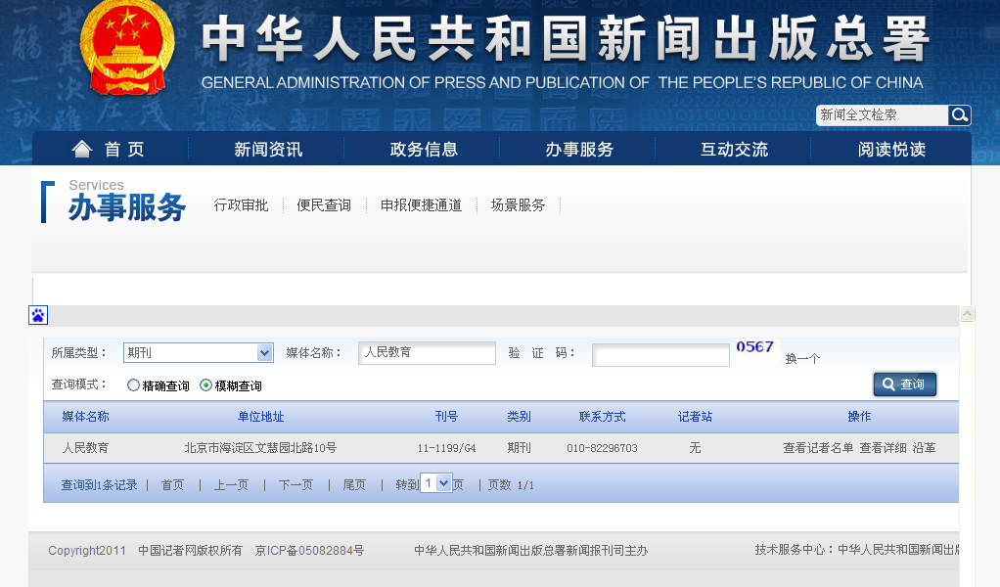 中华人民共和国新闻出版总署
GENERAL ADMINISTRATION OF PRESS AND PUBLICATION OF THE PEOPLE'S REPUBLIC OF CHINA
新闻全文检索
首 页 新闻资讯 政务信息 办事服务 互动交流 阅读悦读
Services
办事服务 行政审批 便民查询 申报便捷通道 场景服务
所属类型： 期刊 媒体名称： 人民教育 验 证 码： 0567 换一个
查询模式： 精确查询 模糊查询 查询
媒体名称 单位地址 刊号 类别 联系方式 记者站 操作
人民教育 北京市海淀区文慧园北路10号 11-1199/G4 期刊 010-82296703 无 查看记者名单 查看详细 沿革
查询到1条记录 | 首页 | 上一页 | 下一页 | 尾页 | 转到 1 页 | 页数 1/1
Copyright2011 中国记者网版权所有 京ICP备05082884号 中华人民共和国新闻出版总署新闻报刊司主办 技术服务中心：中华人民共和国新闻出